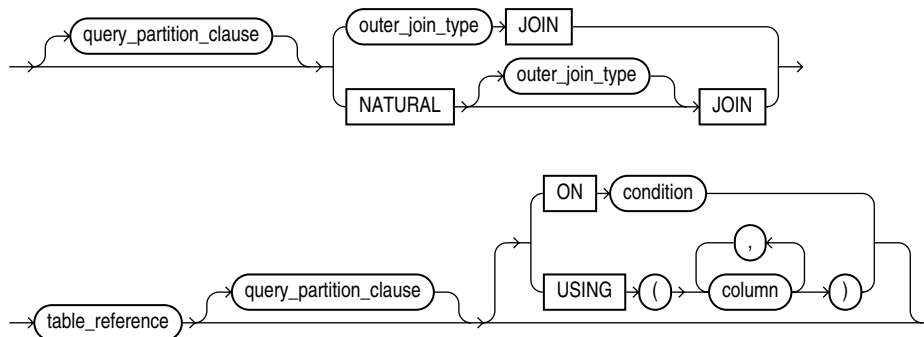 query_partition_clause
outer_join_type JOIN
NATURAL outer_join_type JOIN
table_reference query_partition_clause
ON condition
USING ( column , )